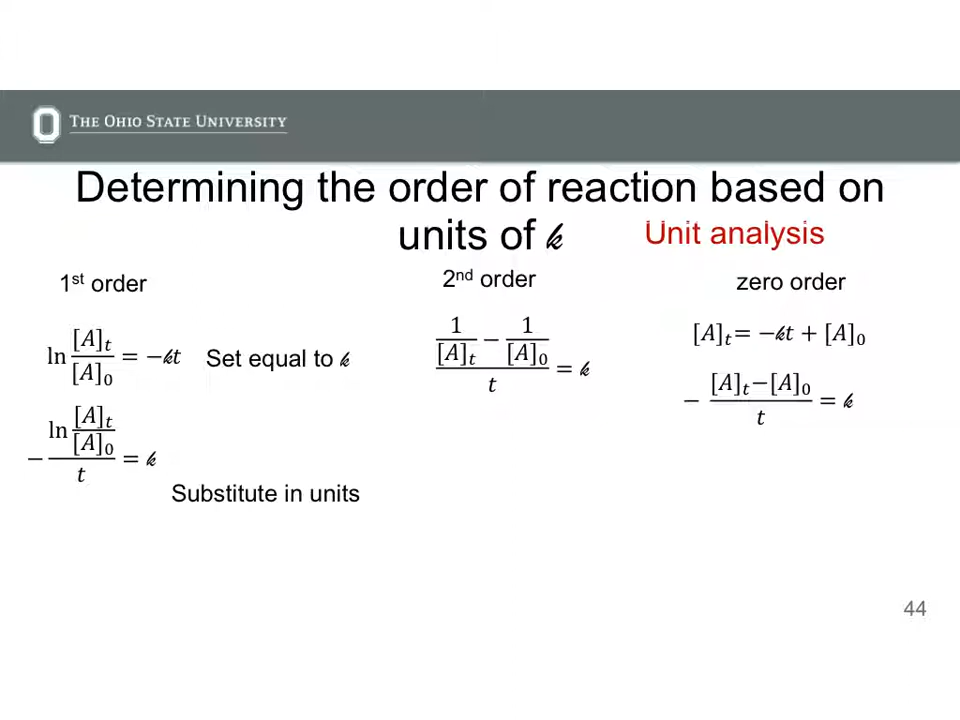 THE OHIO STATE UNIVERSITY
Determining the order of reaction based on
units of 𝓀
Unit analysis
1st order
ln [A]t/[A]0 = −𝓀t
Set equal to 𝓀
− (ln [A]t/[A]0)/t = 𝓀
Substitute in units
2nd order
(1/[A]t − 1/[A]0)/t = 𝓀
zero order
[A]t= −𝓀t + [A]0
− ([A]t−[A]0)/t = 𝓀
44